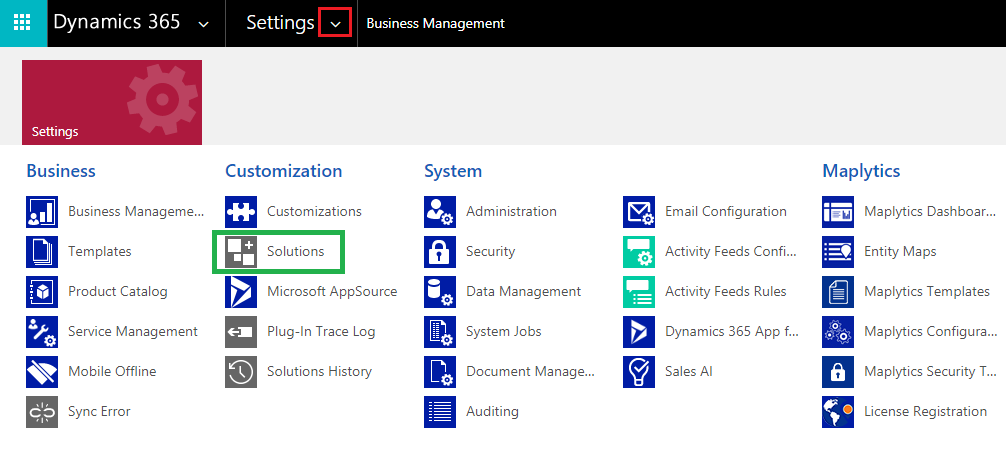 Dynamics 365
Settings
Business Management
Settings
Business
Business Manageme...
Templates
Product Catalog
Service Management
Mobile Offline
Sync Error
Customization
Customizations
Solutions
Microsoft AppSource
Plug-In Trace Log
Solutions History
System
Administration
Security
Data Management
System Jobs
Document Manage...
Auditing
Email Configuration
Activity Feeds Confi...
Activity Feeds Rules
Dynamics 365 App f...
Sales AI
Maplytics
Maplytics Dashboar...
Entity Maps
Maplytics Templates
Maplytics Configura...
Maplytics Security T...
License Registration